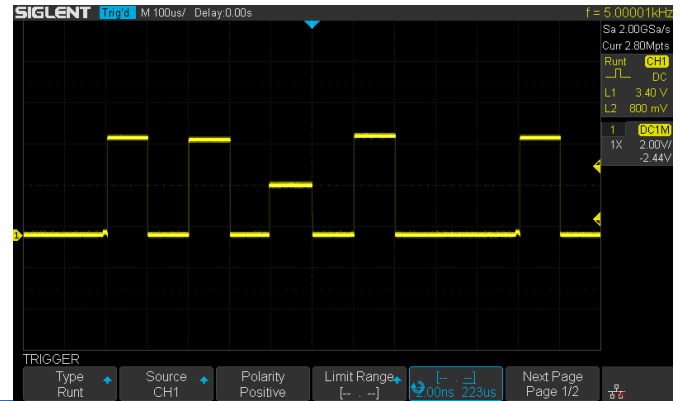 SIGLENT Trig'd M 100us/ Delay:0.00s f = 5.00001kHz
Sa 2.00GSa/s
Curr 2.80Mpts
Runt CH1
DC
L1 3.40 V
L2 800 mV
1 DC1M
1X 2.00V/
-2.44V
1
TRIGGER
Type Source Polarity Limit Range [-- . --] Next Page
Runt CH1 Positive [-- . --] 2.00ns 223us Page 1/2